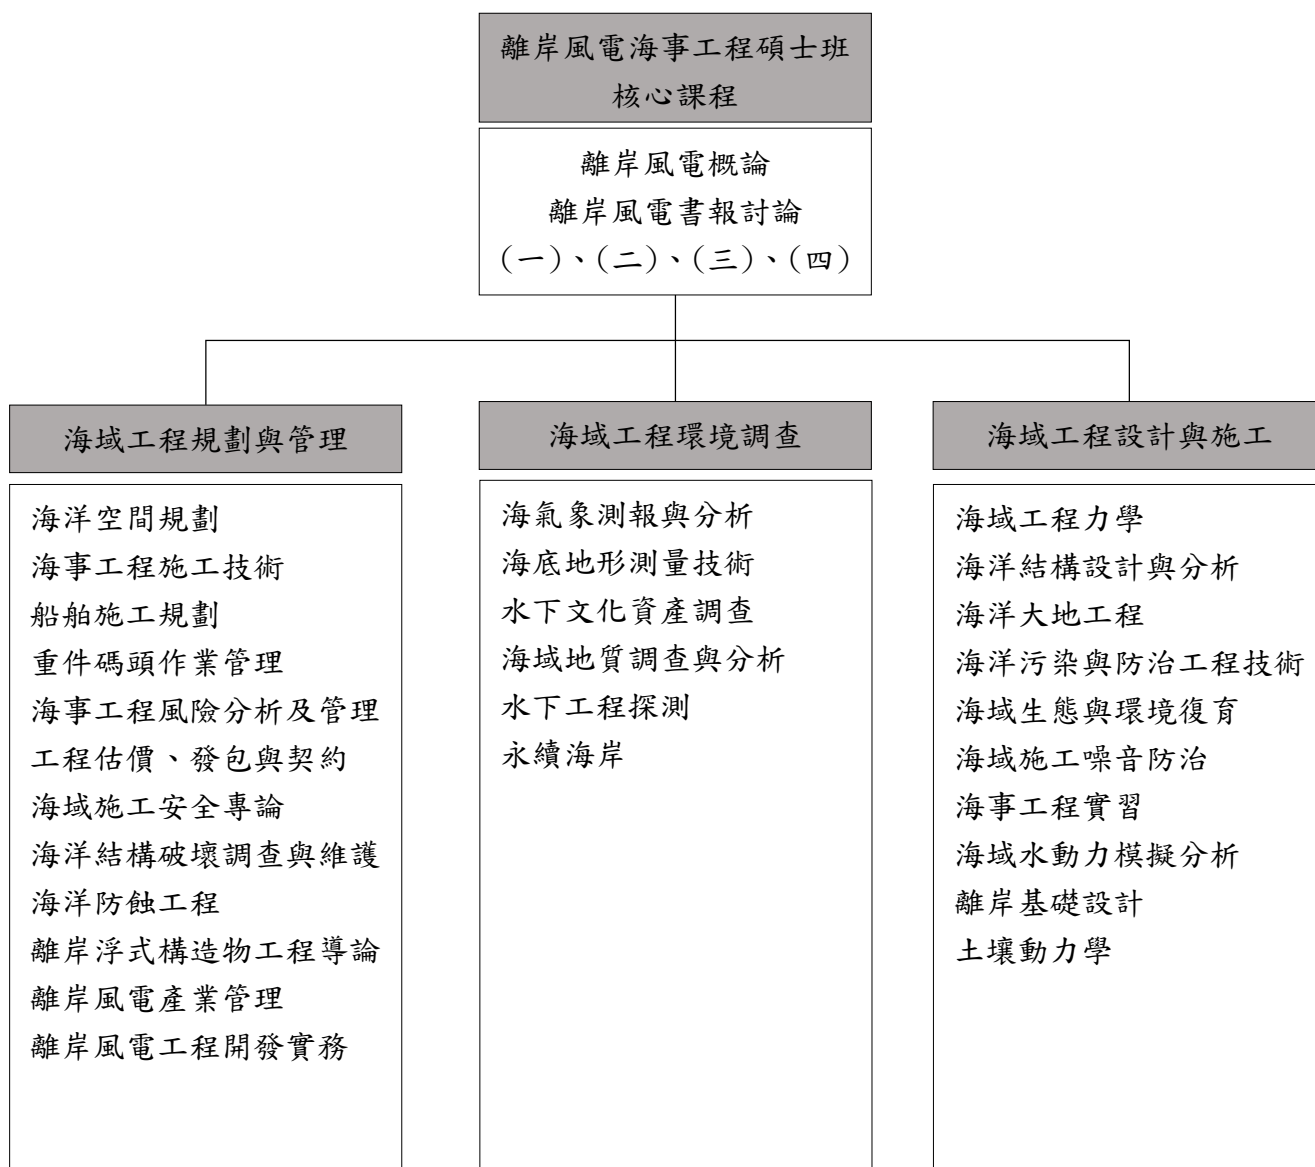 離岸風電海事工程碩士班
核心課程
離岸風電概論
離岸風電書報討論
(一)、(二)、(三)、(四)
海域工程規劃與管理
海洋空間規劃
海事工程施工技術
船舶施工規劃
重件碼頭作業管理
海事工程風險分析及管理
工程估價、發包與契約
海域施工安全專論
海洋結構破壞調查與維護
海洋防蝕工程
離岸浮式構造物工程導論
離岸風電產業管理
離岸風電工程開發實務
海域工程環境調查
海氣象測報與分析
海底地形測量技術
水下文化資產調查
海域地質調查與分析
水下工程探測
永續海岸
海域工程設計與施工
海域工程力學
海洋結構設計與分析
海洋大地工程
海洋污染與防治工程技術
海域生態與環境復育
海域施工噪音防治
海事工程實習
海域水動力模擬分析
離岸基礎設計
土壤動力學